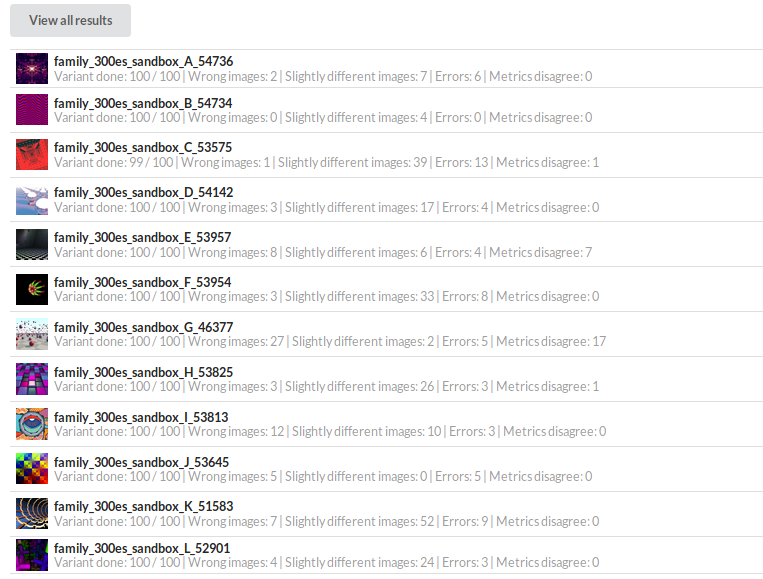 View all results
family_300es_sandbox_A_54736
Variant done: 100 / 100 | Wrong images: 2 | Slightly different images: 7 | Errors: 6 | Metrics disagree: 0
family_300es_sandbox_B_54734
Variant done: 100 / 100 | Wrong images: 0 | Slightly different images: 4 | Errors: 0 | Metrics disagree: 0
family_300es_sandbox_C_53575
Variant done: 99 / 100 | Wrong images: 1 | Slightly different images: 39 | Errors: 13 | Metrics disagree: 1
family_300es_sandbox_D_54142
Variant done: 100 / 100 | Wrong images: 3 | Slightly different images: 17 | Errors: 4 | Metrics disagree: 0
family_300es_sandbox_E_53957
Variant done: 100 / 100 | Wrong images: 8 | Slightly different images: 6 | Errors: 4 | Metrics disagree: 7
family_300es_sandbox_F_53954
Variant done: 100 / 100 | Wrong images: 3 | Slightly different images: 33 | Errors: 8 | Metrics disagree: 0
family_300es_sandbox_G_46377
Variant done: 100 / 100 | Wrong images: 27 | Slightly different images: 2 | Errors: 5 | Metrics disagree: 17
family_300es_sandbox_H_53825
Variant done: 100 / 100 | Wrong images: 3 | Slightly different images: 26 | Errors: 3 | Metrics disagree: 1
family_300es_sandbox_I_53813
Variant done: 100 / 100 | Wrong images: 12 | Slightly different images: 10 | Errors: 3 | Metrics disagree: 0
family_300es_sandbox_J_53645
Variant done: 100 / 100 | Wrong images: 5 | Slightly different images: 0 | Errors: 5 | Metrics disagree: 0
family_300es_sandbox_K_51583
Variant done: 100 / 100 | Wrong images: 7 | Slightly different images: 52 | Errors: 9 | Metrics disagree: 0
family_300es_sandbox_L_52901
Variant done: 100 / 100 | Wrong images: 4 | Slightly different images: 24 | Errors: 3 | Metrics disagree: 0